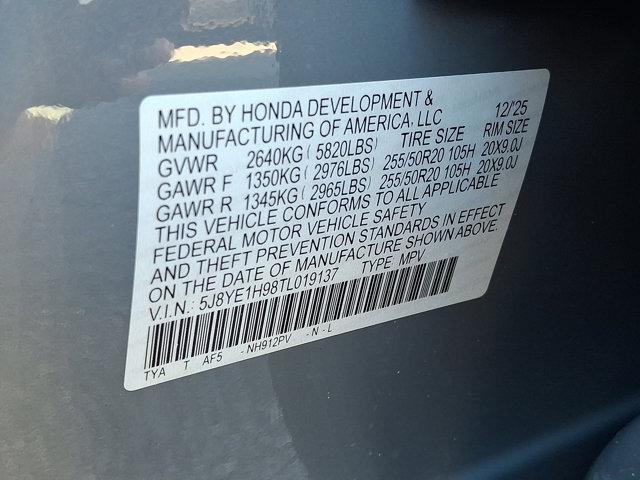 MFD. BY HONDA DEVELOPMENT & 12/'25
MANUFACTURING OF AMERICA, LLC
GVWR 2640KG ( 5820LBS) TIRE SIZE RIM SIZE
GAWR F 1350KG ( 2976LBS) 255/50R20 105H 20X9.0J
GAWR R 1345KG ( 2965LBS) 255/50R20 105H 20X9.0J
THIS VEHICLE CONFORMS TO ALL APPLICABLE
FEDERAL MOTOR VEHICLE SAFETY
AND THEFT PREVENTION STANDARDS IN EFFECT
ON THE DATE OF MANUFACTURE SHOWN ABOVE.
V.I.N.: 5J8YE1H98TL019137 TYPE: MPV
TYA T AF5 - NH912PV - N - L